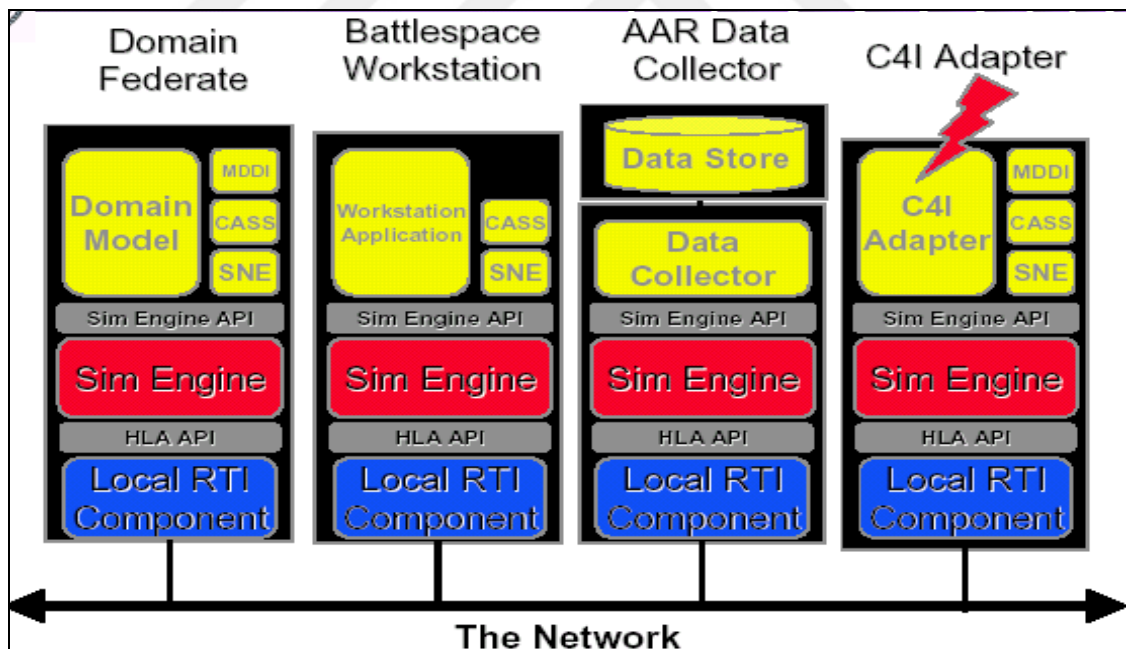 Domain
Federate
Battlespace
Workstation
AAR Data
Collector
C4I Adapter
Domain
Model
MDDI
CASS
SNE
Sim Engine API
Sim Engine
HLA API
Local RTI
Component
Workstation
Application
CASS
SNE
Sim Engine API
Sim Engine
HLA API
Local RTI
Component
Data Store
Data
Collector
Sim Engine API
Sim Engine
HLA API
Local RTI
Component
C4I
Adapter
MDDI
CASS
SNE
Sim Engine API
Sim Engine
HLA API
Local RTI
Component
The Network